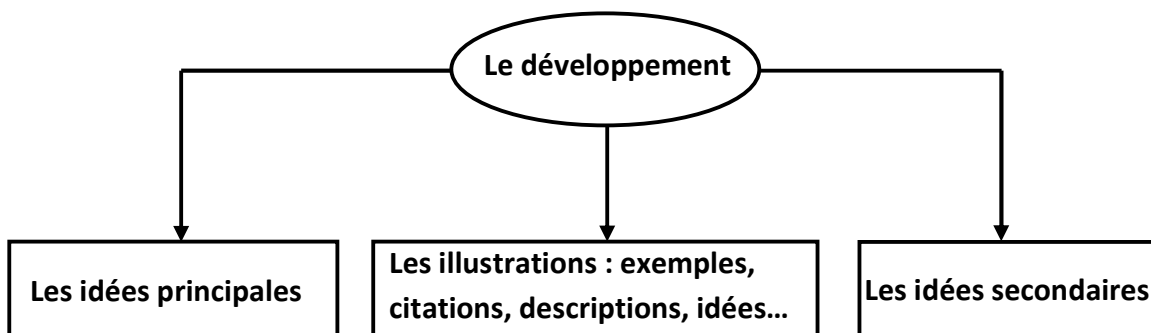 Le développement
Les idées principales
Les illustrations : exemples,
citations, descriptions, idées...
Les idées secondaires